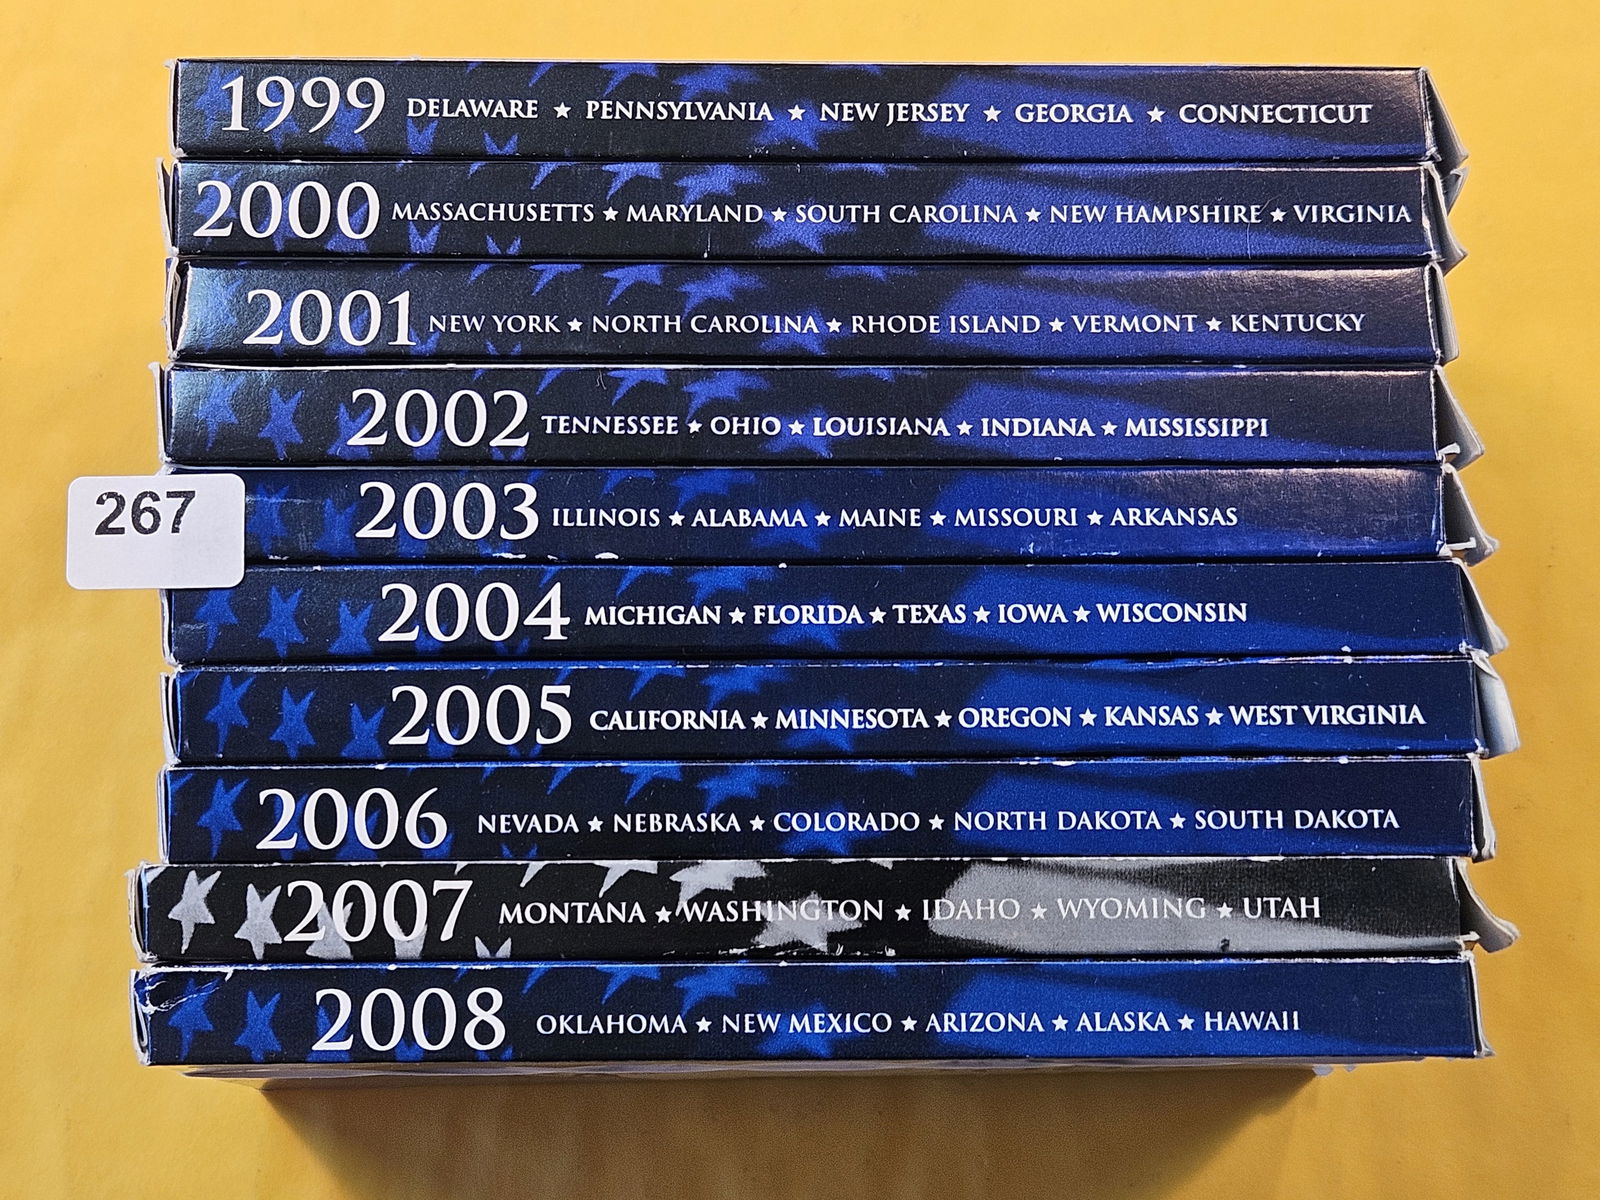 1999 DELAWARE ★ PENNSYLVANIA ★ NEW JERSEY ★ GEORGIA ★ CONNECTICUT
2000 MASSACHUSETTS ★ MARYLAND ★ SOUTH CAROLINA ★ NEW HAMPSHIRE ★ VIRGINIA
2001 NEW YORK ★ NORTH CAROLINA ★ RHODE ISLAND ★ VERMONT ★ KENTUCKY
2002 TENNESSEE ★ OHIO ★ LOUISIANA ★ INDIANA ★ MISSISSIPPI
267
2003 ILLINOIS ★ ALABAMA ★ MAINE ★ MISSOURI ★ ARKANSAS
2004 MICHIGAN ★ FLORIDA ★ TEXAS ★ IOWA ★ WISCONSIN
2005 CALIFORNIA ★ MINNESOTA ★ OREGON ★ KANSAS ★ WEST VIRGINIA
2006 NEVADA ★ NEBRASKA ★ COLORADO ★ NORTH DAKOTA ★ SOUTH DAKOTA
2007 MONTANA ★ WASHINGTON ★ IDAHO ★ WYOMING ★ UTAH
2008 OKLAHOMA ★ NEW MEXICO ★ ARIZONA ★ ALASKA ★ HAWAII